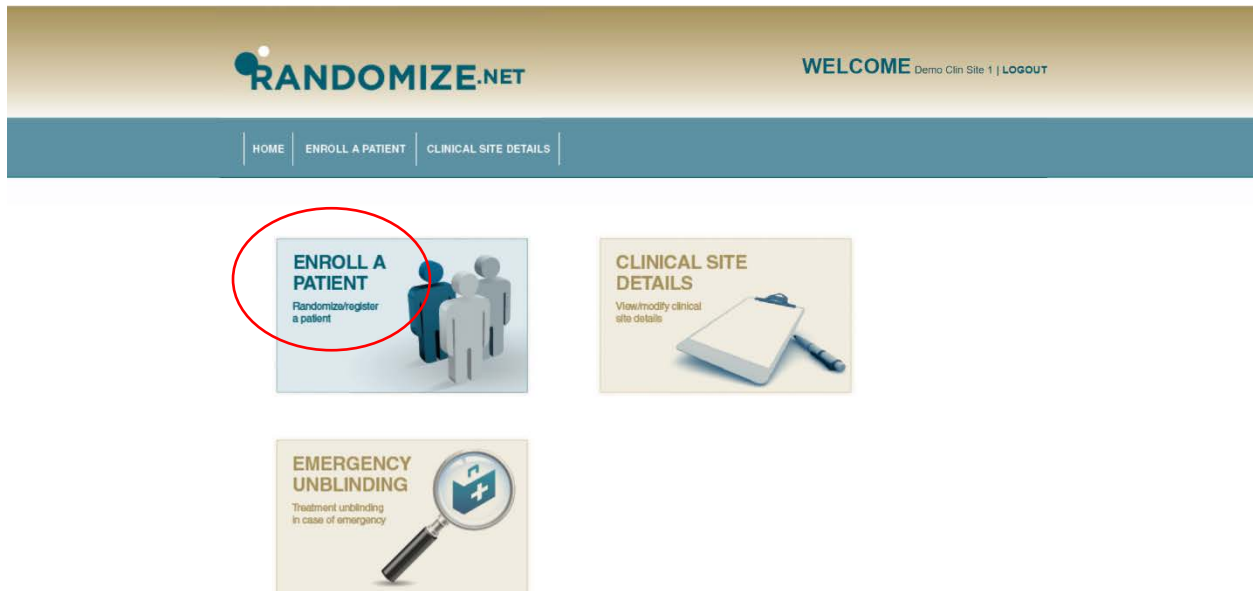 RANDOMIZE.NET
WELCOME Demo Clin Site 1 | LOGOUT
HOME
ENROLL A PATIENT
CLINICAL SITE DETAILS
ENROLL A
PATIENT
Randomize/register
a patient
CLINICAL SITE
DETAILS
View/modify clinical
site details
EMERGENCY
UNBLINDING
Treatment unblinding
in case of emergency